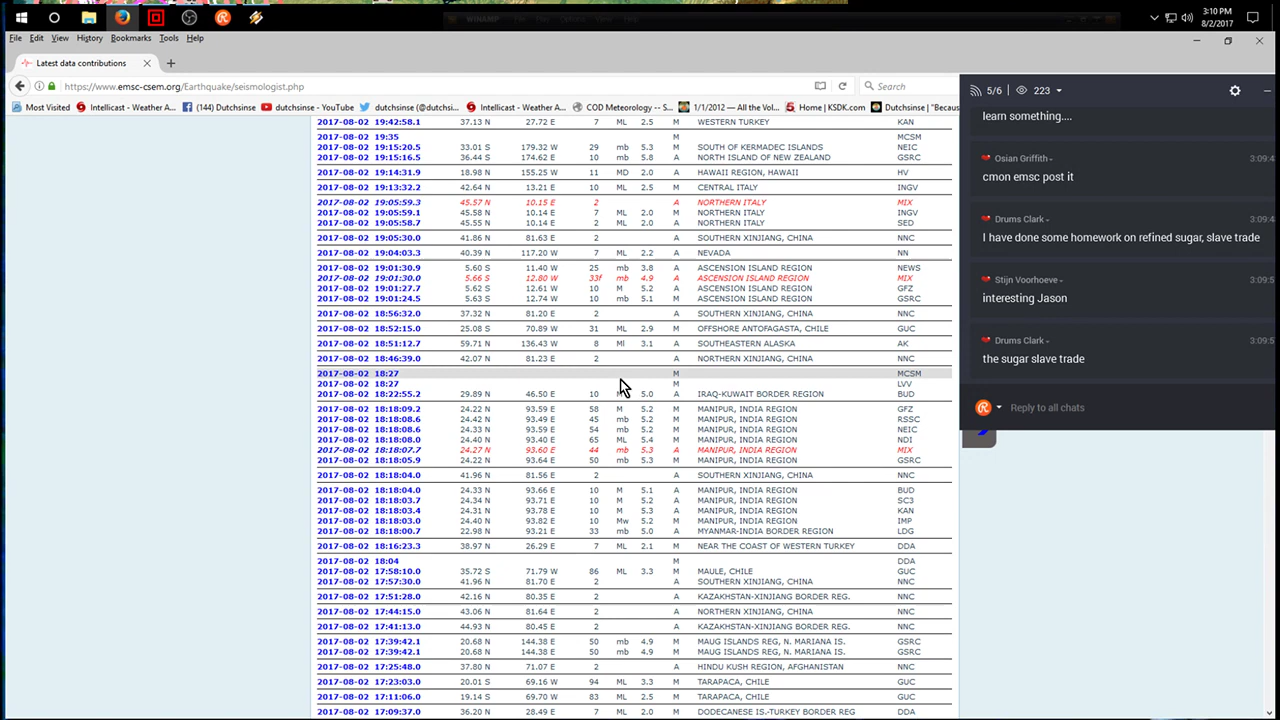 WINAMP File Play Options View Help
3:10 PM
8/2/2017
File Edit View History Bookmarks Tools Help
Latest data contributions
https://www.emsc-csem.org/Earthquake/seismologist.php
Search
Most Visited Intellicast - Weather A... (144) Dutchsinse dutchsinse - YouTube dutchsinse (@dutchsi... Intellicast - Weather A... COD Meteorology -- S... 1/1/2012 — All the Vol... Home | KSDK.com Dutchsinse | "Becaus
2017-08-02 19:42:58.1 37.13 N 27.72 E 7 ML 2.5 M WESTERN TURKEY KAN
2017-08-02 19:35 M MCSM
2017-08-02 19:15:20.5 33.01 S 179.32 W 29 mb 5.3 M SOUTH OF KERMADEC ISLANDS NEIC
2017-08-02 19:15:16.5 36.44 S 174.62 E 10 mb 5.8 A NORTH ISLAND OF NEW ZEALAND GSRC
2017-08-02 19:14:31.9 18.98 N 155.25 W 11 MD 2.0 A HAWAII REGION, HAWAII HV
2017-08-02 19:13:32.2 42.64 N 13.21 E 10 ML 2.5 M CENTRAL ITALY INGV
2017-08-02 19:05:59.3 45.57 N 10.15 E 2 A NORTHERN ITALY MIX
2017-08-02 19:05:59.1 45.58 N 10.14 E 7 ML 2.0 M NORTHERN ITALY INGV
2017-08-02 19:05:58.7 45.55 N 10.14 E 2 ML 2.0 A NORTHERN ITALY SED
2017-08-02 19:05:30.0 41.86 N 81.63 E 2 A SOUTHERN XINJIANG, CHINA NNC
2017-08-02 19:04:03.3 40.39 N 117.20 W 7 ML 2.2 A NEVADA NN
2017-08-02 19:01:30.9 5.60 S 11.40 W 25 mb 3.8 A ASCENSION ISLAND REGION NEWS
2017-08-02 19:01:30.0 5.66 S 12.80 W 33f mb 4.9 A ASCENSION ISLAND REGION MIX
2017-08-02 19:01:27.7 5.62 S 12.61 W 10 M 5.2 A ASCENSION ISLAND REGION GFZ
2017-08-02 19:01:24.5 5.63 S 12.74 W 10 mb 5.1 M ASCENSION ISLAND REGION GSRC
2017-08-02 18:56:32.0 37.32 N 81.20 E 2 A SOUTHERN XINJIANG, CHINA NNC
2017-08-02 18:52:15.0 25.08 S 70.89 W 31 ML 2.9 M OFFSHORE ANTOFAGASTA, CHILE GUC
2017-08-02 18:51:12.7 59.71 N 136.43 W 8 Ml 3.1 A SOUTHEASTERN ALASKA AK
2017-08-02 18:46:39.0 42.07 N 81.23 E 2 A NORTHERN XINJIANG, CHINA NNC
2017-08-02 18:27 M MCSM
2017-08-02 18:27 M LVV
2017-08-02 18:22:55.2 29.89 N 46.50 E 10 5.0 A IRAQ-KUWAIT BORDER REGION BUD
2017-08-02 18:18:09.2 24.22 N 93.59 E 58 M 5.2 M MANIPUR, INDIA REGION GFZ
2017-08-02 18:18:08.6 24.42 N 93.49 E 45 mb 5.2 M MANIPUR, INDIA REGION RSSC
2017-08-02 18:18:08.6 24.33 N 93.59 E 54 mb 5.2 M MANIPUR, INDIA REGION NEIC
2017-08-02 18:18:08.0 24.40 N 93.40 E 65 ML 5.4 M MANIPUR, INDIA REGION NDI
2017-08-02 18:18:07.7 24.27 N 93.60 E 44 mb 5.3 A MANIPUR, INDIA REGION MIX
2017-08-02 18:18:05.9 24.22 N 93.64 E 50 mb 5.3 M MANIPUR, INDIA REGION GSRC
2017-08-02 18:18:04.0 41.96 N 81.56 E 2 A SOUTHERN XINJIANG, CHINA NNC
2017-08-02 18:18:04.0 24.33 N 93.66 E 10 M 5.1 A MANIPUR, INDIA REGION BUD
2017-08-02 18:18:03.7 24.34 N 93.71 E 10 M 5.2 A MANIPUR, INDIA REGION SC3
2017-08-02 18:18:03.4 24.31 N 93.78 E 10 M 5.3 A MANIPUR, INDIA REGION KAN
2017-08-02 18:18:03.0 24.40 N 93.82 E 10 Mw 5.2 M MANIPUR, INDIA REGION IMP
2017-08-02 18:18:00.7 22.98 N 93.21 E 33 mb 5.0 A MYANMAR-INDIA BORDER REGION LDG
2017-08-02 18:16:23.3 38.97 N 26.29 E 7 ML 2.1 M NEAR THE COAST OF WESTERN TURKEY DDA
2017-08-02 18:04 M DDA
2017-08-02 17:58:10.0 35.72 S 71.79 W 86 ML 3.3 M MAULE, CHILE GUC
2017-08-02 17:57:30.0 41.96 N 81.70 E 2 A SOUTHERN XINJIANG, CHINA NNC
2017-08-02 17:51:28.0 42.16 N 80.35 E 2 A KAZAKHSTAN-XINJIANG BORDER REG. NNC
2017-08-02 17:44:15.0 43.06 N 81.64 E 2 A NORTHERN XINJIANG, CHINA NNC
2017-08-02 17:41:13.0 44.93 N 80.45 E 2 A KAZAKHSTAN-XINJIANG BORDER REG. NNC
2017-08-02 17:39:42.1 20.68 N 144.38 E 50 mb 4.9 M MAUG ISLANDS REG, N. MARIANA IS. GSRC
2017-08-02 17:39:42.1 20.68 N 144.38 E 50 mb 4.9 M MAUG ISLANDS REG, N. MARIANA IS. GSRC
2017-08-02 17:25:48.0 37.80 N 71.07 E 2 A HINDU KUSH REGION, AFGHANISTAN NNC
2017-08-02 17:23:03.0 20.01 S 69.16 W 94 ML 3.3 M TARAPACA, CHILE GUC
2017-08-02 17:11:06.0 19.14 S 69.70 W 83 ML 2.5 M TARAPACA, CHILE GUC
2017-08-02 17:09:37.0 36.20 N 28.49 E 7 ML 2.0 M DODECANESE IS.-TURKEY BORDER REG DDA
5/6 223
learn something....
Osian Griffith 3:09:4
cmon emsc post it
Drums Clark 3:09:4
I have done some homework on refined sugar, slave trade
Stijn Voorhoeve 3:09:5
interesting Jason
Drums Clark 3:09:5
the sugar slave trade
Reply to all chats